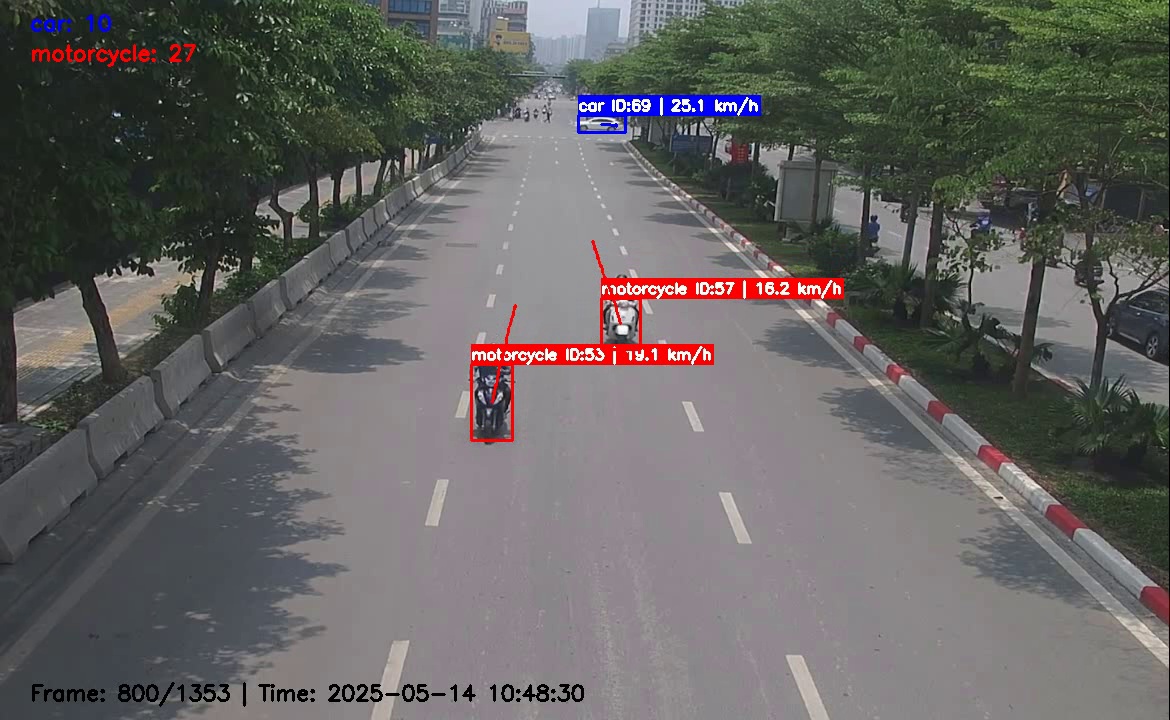 car: 10
motorcycle: 27
car ID:69 | 25.1 km/h
motorcycle ID:57 | 16.2 km/h
motorcycle ID:53 | 19.1 km/h
Frame: 800/1353 | Time: 2025-05-14 10:48:30